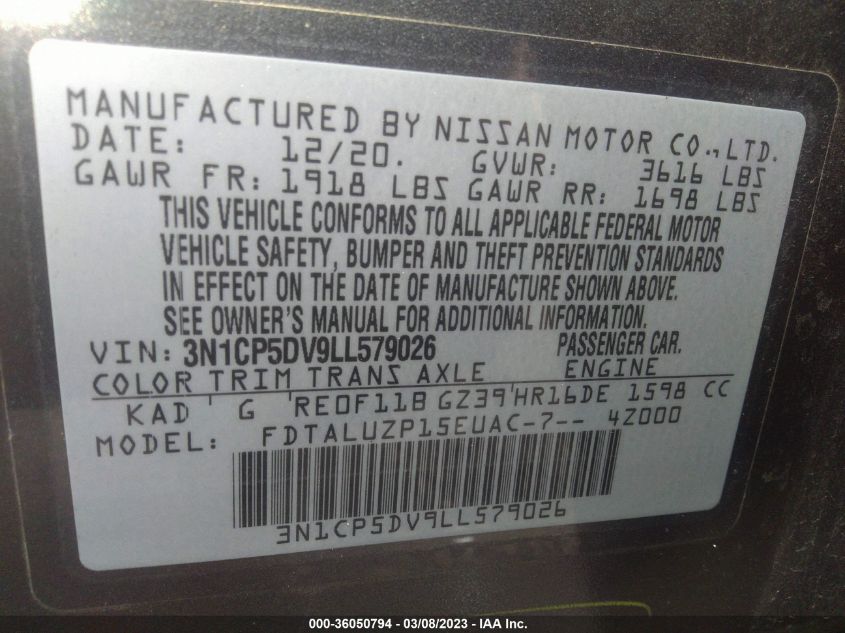 MANUFACTURED BY NISSAN MOTOR CO., LTD.
DATE: 12/20. GVWR: 3616 LBS
GAWR FR: 1918 LBS GAWR RR: 1698 LBS
THIS VEHICLE CONFORMS TO ALL APPLICABLE FEDERAL MOTOR
VEHICLE SAFETY, BUMPER AND THEFT PREVENTION STANDARDS
IN EFFECT ON THE DATE OF MANUFACTURE SHOWN ABOVE.
SEE OWNER'S MANUAL FOR ADDITIONAL INFORMATION.
VIN: 3N1CP5DV9LL579026 PASSENGER CAR.
COLOR TRIM TRANS AXLE ENGINE
KAD G RE0F11B GZ39 HR16DE 1598 CC
MODEL: FDTALUZP15EUAC-7-- 4Z000
3N1CP5DV9LL579026
000-36050794 - 03/08/2023 - IAA Inc.